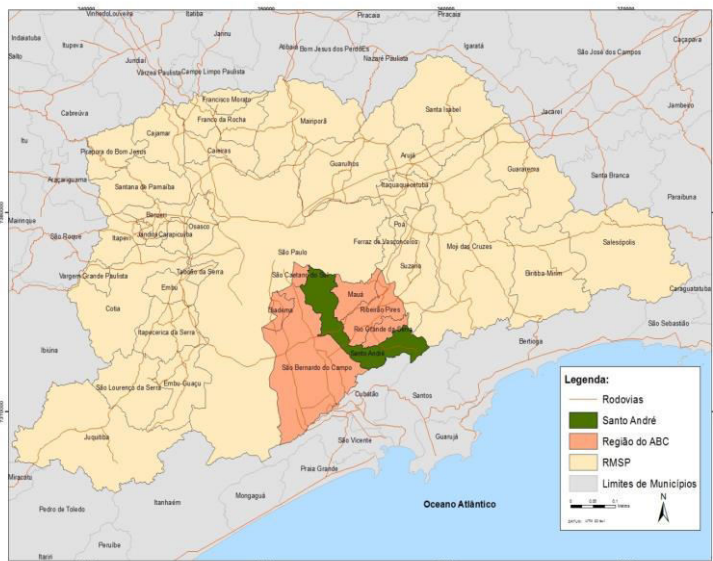 Vinhedo Louveira
Itatiba
Piracaia
Piracaia
Indaiatuba
Itupeva
Jarinu
Igaratá
Caçapava
Salto
Jundiaí
Atibaia
Bom Jesus dos Perdões
São José dos Campos
Várzea Paulista
Campo Limpo Paulista
Nazaré Paulista
Cabreúva
Francisco Morato
Santa Isabel
Jacareí
Jambeiro
Franco da Rocha
Mairiporã
Itu
Cajamar
Pirapora do Bom Jesus
Caieiras
Guarulhos
Arujá
Guararema
Araçariguama
Santana de Parnaíba
Itaquaquecetuba
Santa Branca
Paraibuna
Mairinque
Barueri
Osasco
Poá
São Roque
Itapevi
Jandira
Carapicuíba
São Paulo
Ferraz de Vasconcelos
Moji das Cruzes
Salesópolis
Vargem Grande Paulista
Taboão da Serra
São Caetano do Sul
Suzano
Biritiba-Mirim
Cotia
Embu
Mauá
Caraguatatuba
Diadema
Ribeirão Pires
Itapecerica da Serra
Rio Grande da Serra
São Sebastião
Ibiúna
Santo André
Bertioga
São Bernardo do Campo
São Lourenço da Serra
Embu-Guaçu
Cubatão
Santos
Juquitiba
São Vicente
Guarujá
Praia Grande
Miracatu
Itanhaém
Mongaguá
Pedro de Toledo
Oceano Atlântico
Peruíbe
Itariri
Legenda:
Rodovias
Santo André
Região do ABC
RMSP
Limites de Municípios
N